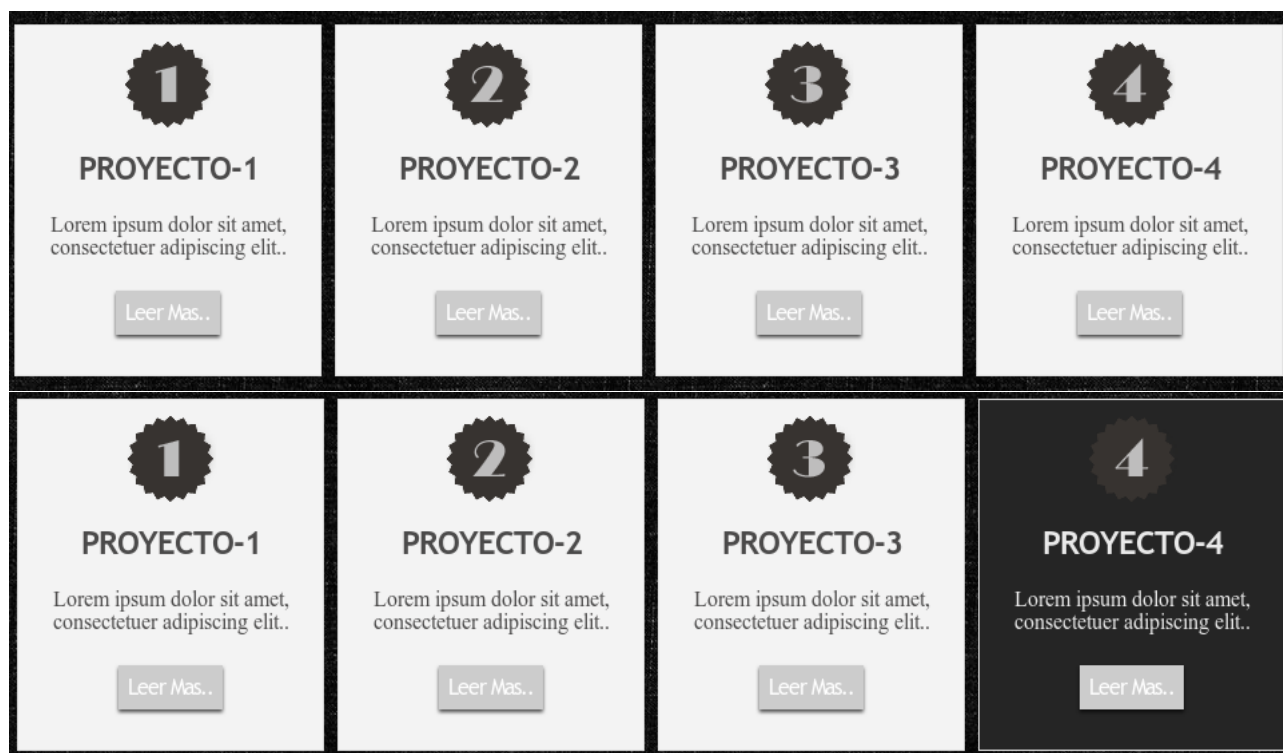 1
PROYECTO-1
Lorem ipsum dolor sit amet,
consectetuer adipiscing elit..
Leer Mas..
2
PROYECTO-2
Lorem ipsum dolor sit amet,
consectetuer adipiscing elit..
Leer Mas..
3
PROYECTO-3
Lorem ipsum dolor sit amet,
consectetuer adipiscing elit..
Leer Mas..
4
PROYECTO-4
Lorem ipsum dolor sit amet,
consectetuer adipiscing elit..
Leer Mas..
1
PROYECTO-1
Lorem ipsum dolor sit amet,
consectetuer adipiscing elit..
Leer Mas..
2
PROYECTO-2
Lorem ipsum dolor sit amet,
consectetuer adipiscing elit..
Leer Mas..
3
PROYECTO-3
Lorem ipsum dolor sit amet,
consectetuer adipiscing elit..
Leer Mas..
4
PROYECTO-4
Lorem ipsum dolor sit amet,
consectetuer adipiscing elit..
Leer Mas..